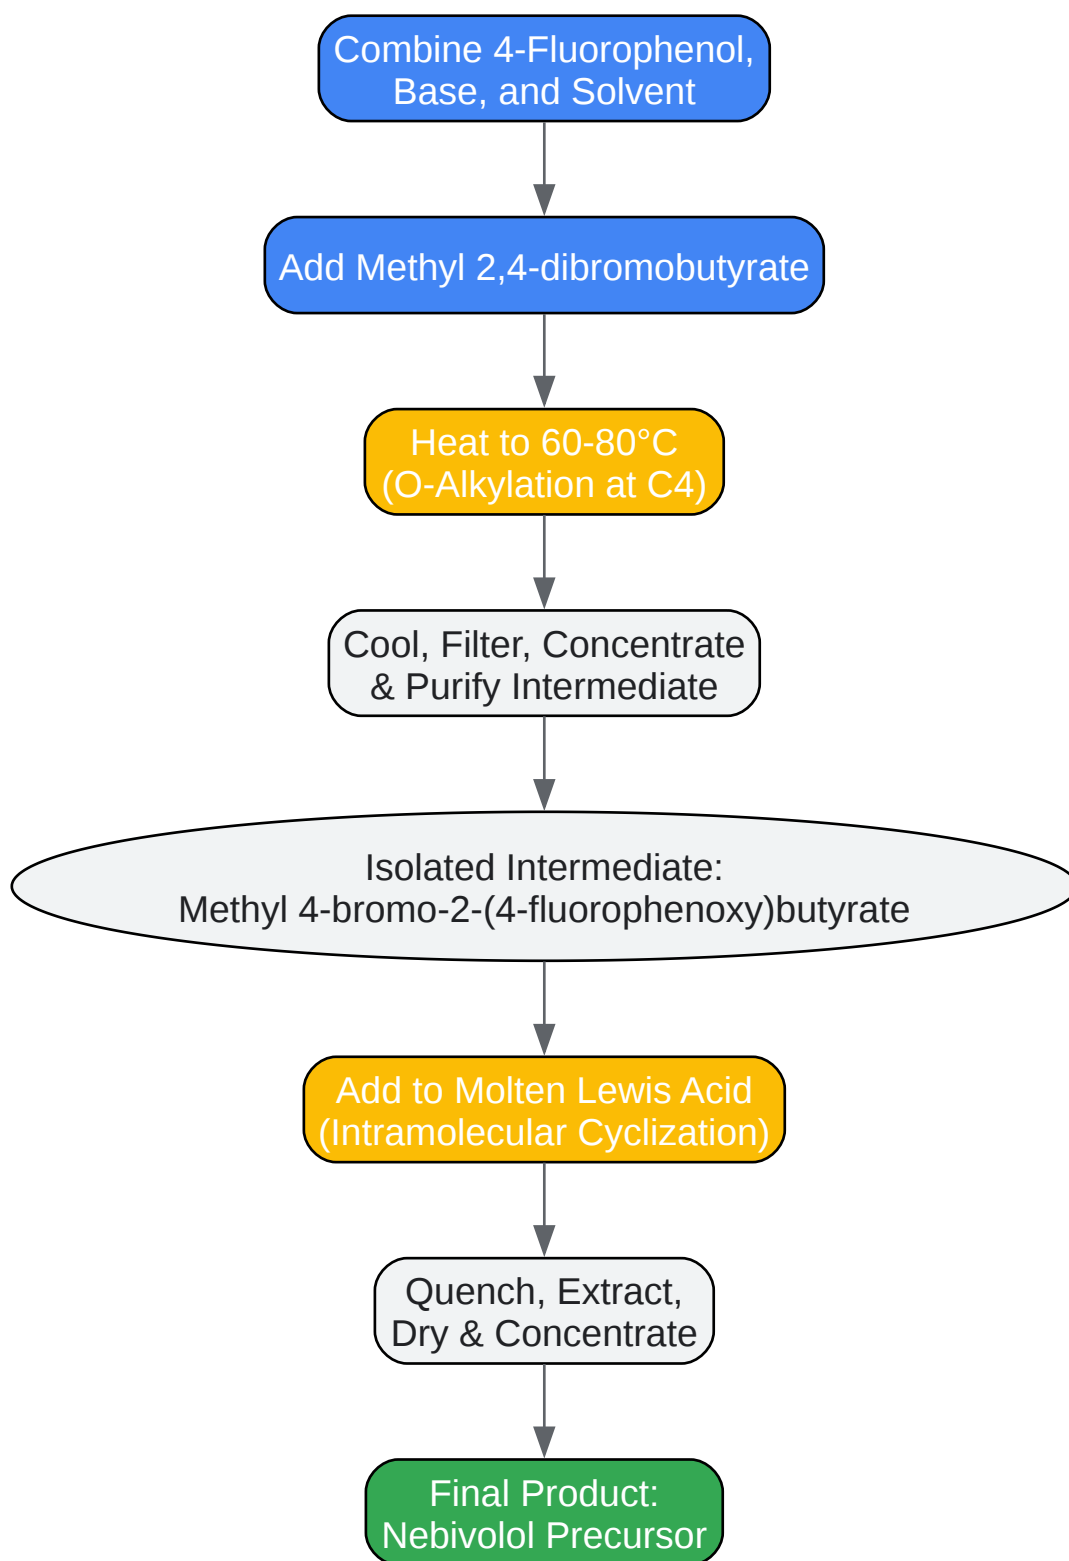 Combine 4-Fluorophenol,
Base, and Solvent
Add Methyl 2,4-dibromobutyrate
Heat to 60-80°C
(O-Alkylation at C4)
Cool, Filter, Concentrate
& Purify Intermediate
Isolated Intermediate:
Methyl 4-bromo-2-(4-fluorophenoxy)butyrate
Add to Molten Lewis Acid
(Intramolecular Cyclization)
Quench, Extract,
Dry & Concentrate
Final Product:
Nebivolol Precursor